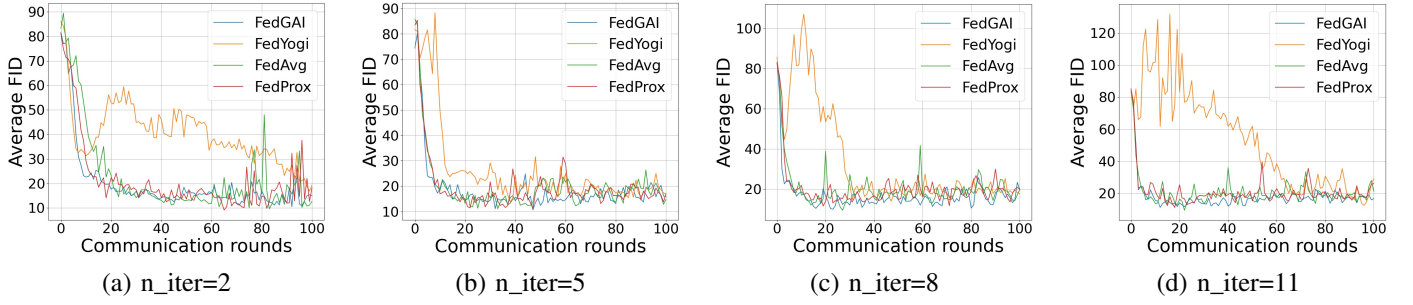 90
80
70
60
50
40
30
20
10
0 20 40 60 80 100
Average FID
Communication rounds
FedGAI
FedYogi
FedAvg
FedProx
(a) n_iter=2
90
80
70
60
50
40
30
20
10
0 20 40 60 80 100
Average FID
Communication rounds
FedGAI
FedYogi
FedAvg
FedProx
(b) n_iter=5
100
80
60
40
20
0 20 40 60 80 100
Average FID
Communication rounds
FedGAI
FedYogi
FedAvg
FedProx
(c) n_iter=8
120
100
80
60
40
20
0 20 40 60 80 100
Average FID
Communication rounds
FedGAI
FedYogi
FedAvg
FedProx
(d) n_iter=11